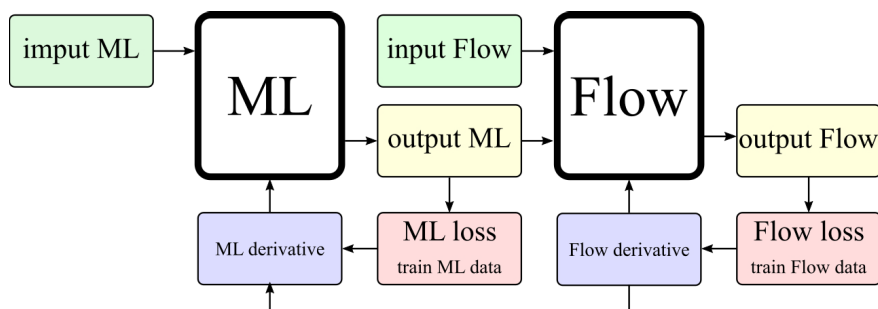 imput ML
ML
input Flow
Flow
output ML
output Flow
ML derivative
ML loss
train ML data
Flow derivative
Flow loss
train Flow data